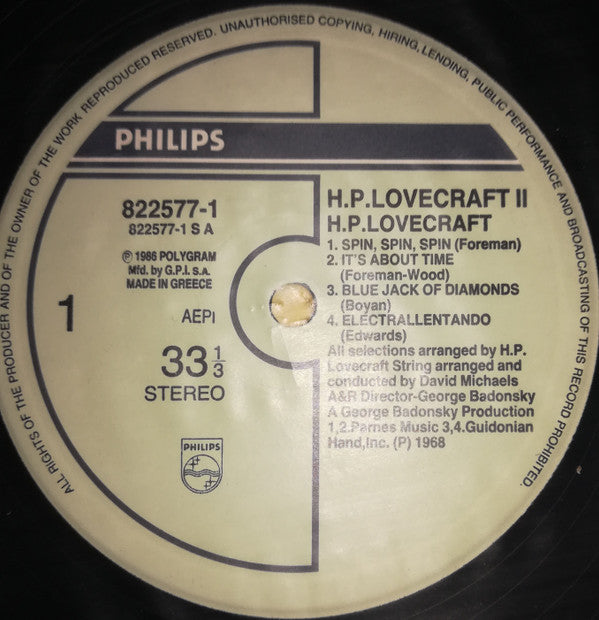 ALL RIGHTS OF THE PRODUCER AND OF THE OWNER OF THE WORK REPRODUCED RESERVED. UNAUTHORISED COPYING, HIRING, LENDING, PUBLIC PERFORMANCE AND BROADCASTING OF THIS RECORD PROHIBITED.
PHILIPS
822577-1
822577-1 S A
℗ 1986 POLYGRAM
Mfd. by G.P.I. s.a.
MADE IN GREECE
1
AEPI
33 1/3
STEREO
PHILIPS
H.P.LOVECRAFT II
H.P.LOVECRAFT
1. SPIN, SPIN, SPIN (Foreman)
2. IT'S ABOUT TIME
(Foreman-Wood)
3. BLUE JACK OF DIAMONDS
(Boyan)
4. ELECTRALLENTANDO
(Edwards)
All selections arranged by H.P.
Lovecraft String arranged and
conducted by David Michaels
A&R Director-George Badonsky
A George Badonsky Production
1,2.Parnes Music 3,4.Guidonian
Hand,Inc. (P) 1968